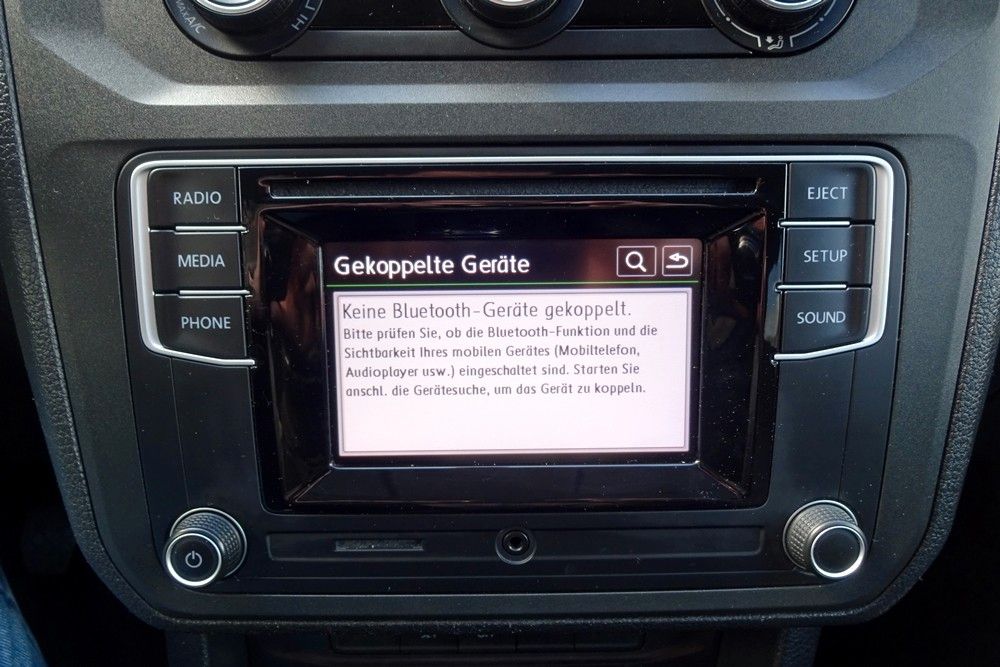 MAX A/C
HI
RADIO
MEDIA
PHONE
EJECT
SETUP
SOUND
Gekoppelte Geräte
Keine Bluetooth-Geräte gekoppelt.
Bitte prüfen Sie, ob die Bluetooth-Funktion und die
Sichtbarkeit Ihres mobilen Gerätes (Mobiltelefon,
Audioplayer usw.) eingeschaltet sind. Starten Sie
anschl. die Gerätesuche, um das Gerät zu koppeln.